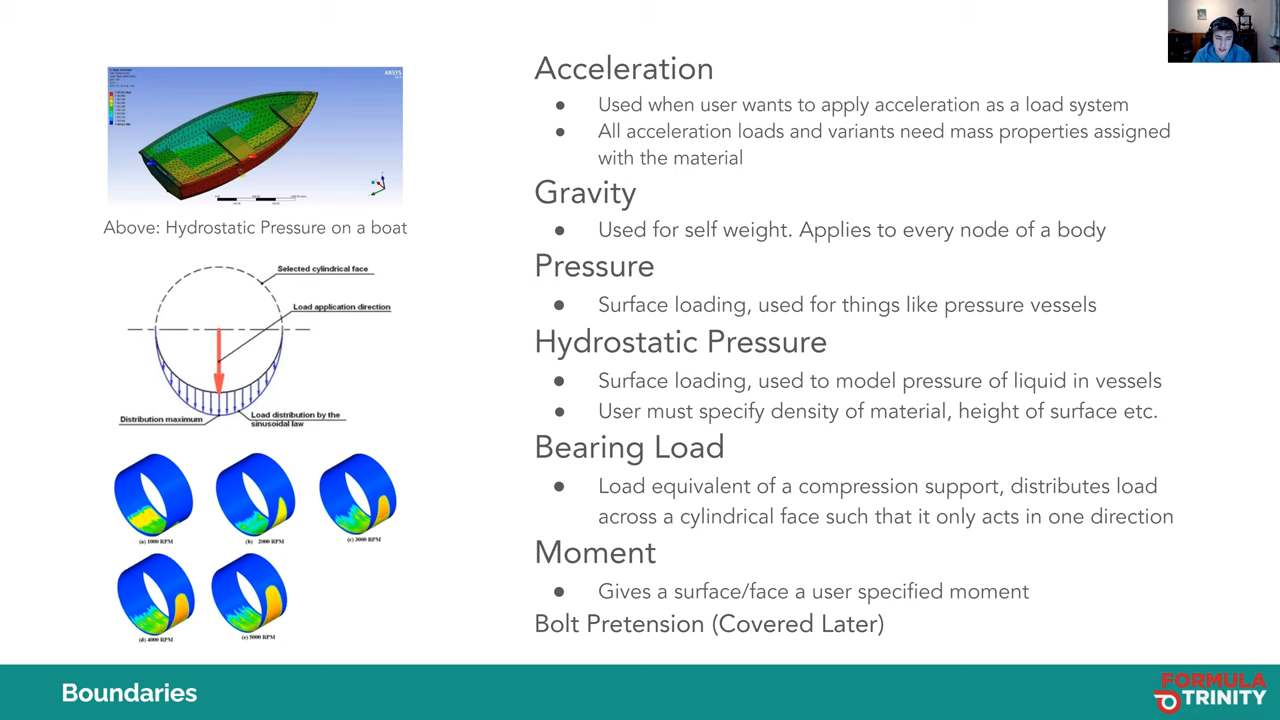 Acceleration
● Used when user wants to apply acceleration as a load system
● All acceleration loads and variants need mass properties assigned
with the material
Gravity
● Used for self weight. Applies to every node of a body
Pressure
● Surface loading, used for things like pressure vessels
Hydrostatic Pressure
● Surface loading, used to model pressure of liquid in vessels
● User must specify density of material, height of surface etc.
Bearing Load
● Load equivalent of a compression support, distributes load
across a cylindrical face such that it only acts in one direction
Moment
● Gives a surface/face a user specified moment
Bolt Pretension (Covered Later)
ANSYS
Above: Hydrostatic Pressure on a boat
Selected cylindrical face
Load application direction
Distribution maximum
Load distribution by the
sinusoidal law
(a) 1000 RPM
(b) 2000 RPM
(c) 3000 RPM
(d) 4000 RPM
(e) 5000 RPM
Boundaries
FORMULA
TRINITY